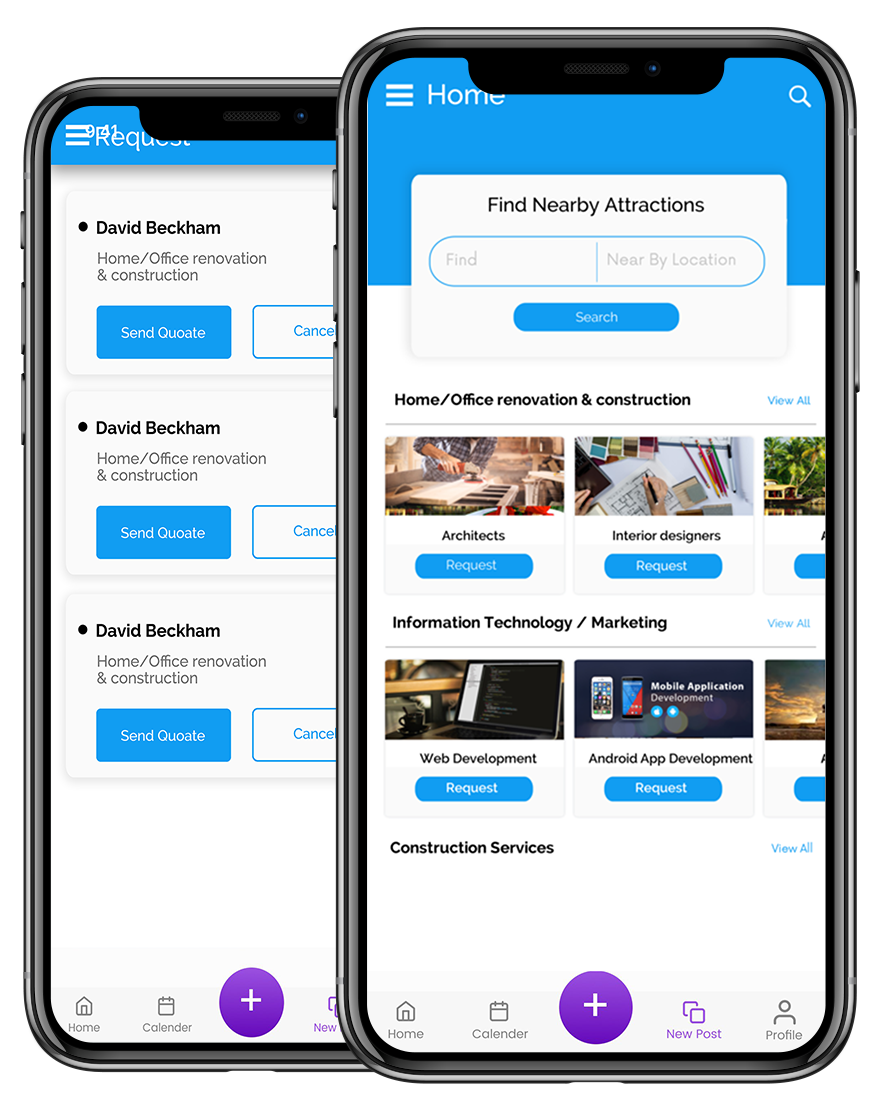 9:41
Request
David Beckham
Home/Office renovation
& construction
Send Quoate
Cance
David Beckham
Home/Office renovation
& construction
Send Quoate
Cance
David Beckham
Home/Office renovation
& construction
Send Quoate
Cance
Home
Calender
+
New
Home
Find Nearby Attractions
Find
Near By Location
Search
Home/Office renovation & construction
View All
Architects
Interior designers
Request
Request
Information Technology / Marketing
View All
Mobile Application
Development
Web Development
Android App Development
Request
Request
Construction Services
View All
Home
Calender
+
New Post
Profile